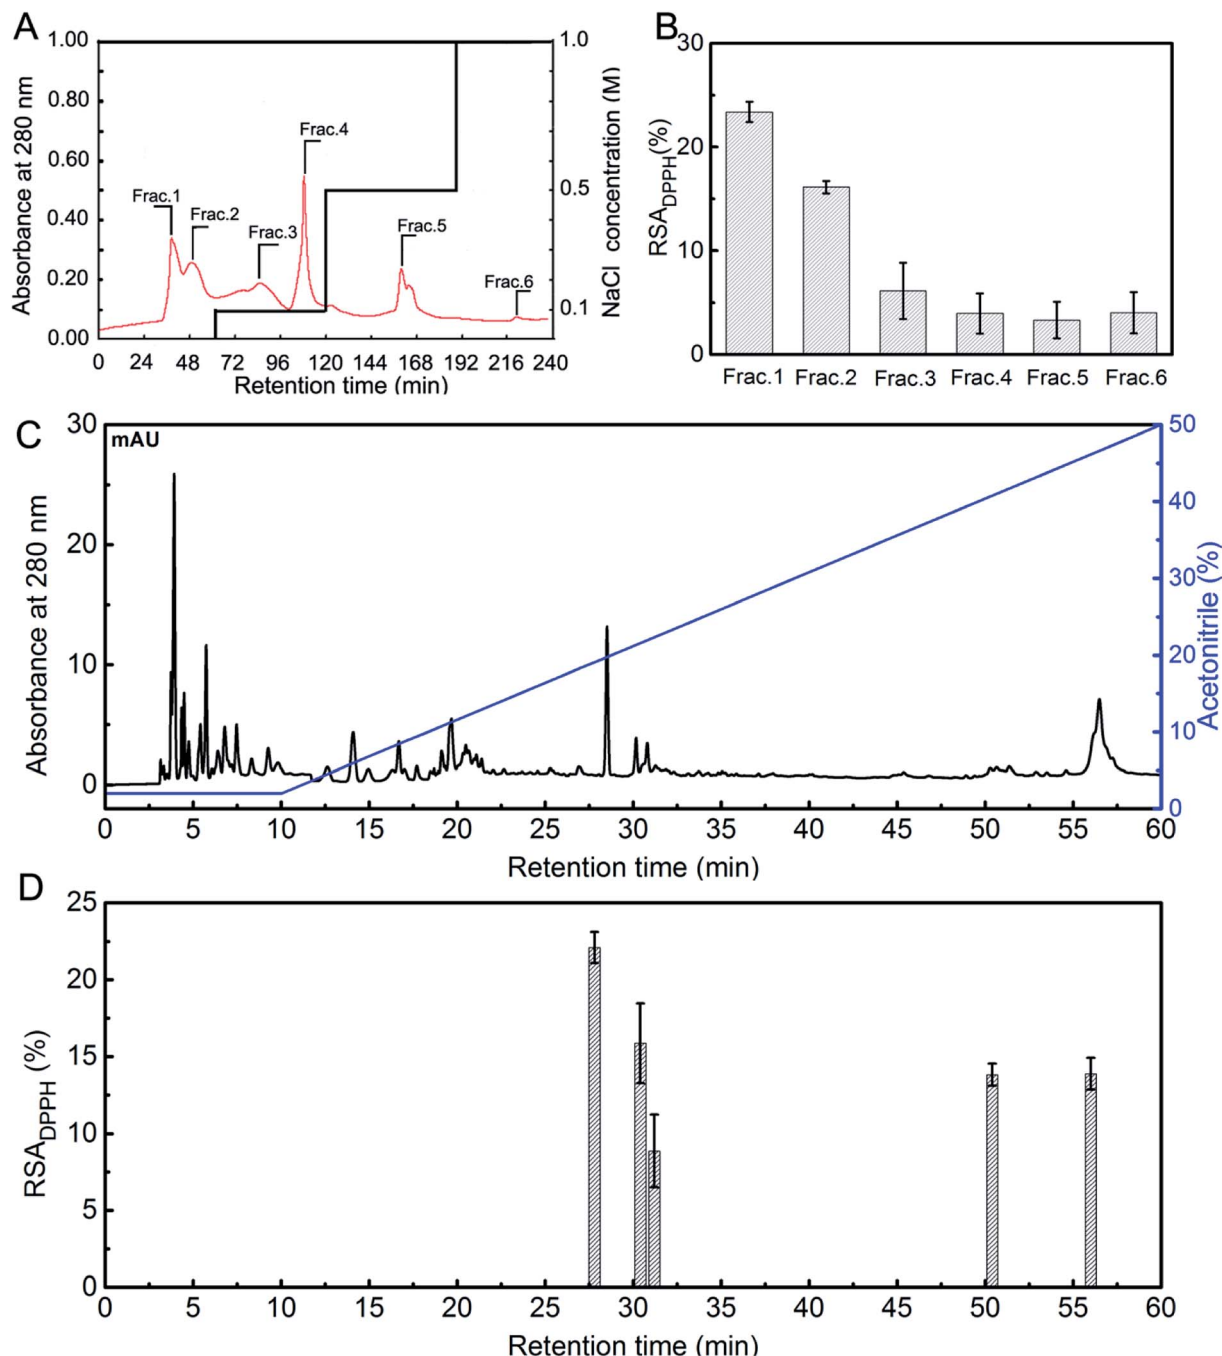 A
1.00
0.80
0.60
0.40
0.20
0.00
Absorbance at 280 nm
Frac.1
Frac.2
Frac.3
Frac.4
Frac.5
Frac.6
1.0
0.5
0.1
NaCl concentration (M)
0 24 48 72 96 120 144 168 192 216 240
Retention time (min)
B
30
20
10
0
RSADPPH(%)
Frac.1 Frac.2 Frac.3 Frac.4 Frac.5 Frac.6
C
mAU
30
20
10
0
Absorbance at 280 nm
50
40
30
20
10
0
Acetonitrile (%)
0 5 10 15 20 25 30 35 40 45 50 55 60
Retention time (min)
D
25
20
15
10
5
0
RSADPPH (%)
0 5 10 15 20 25 30 35 40 45 50 55 60
Retention time (min)